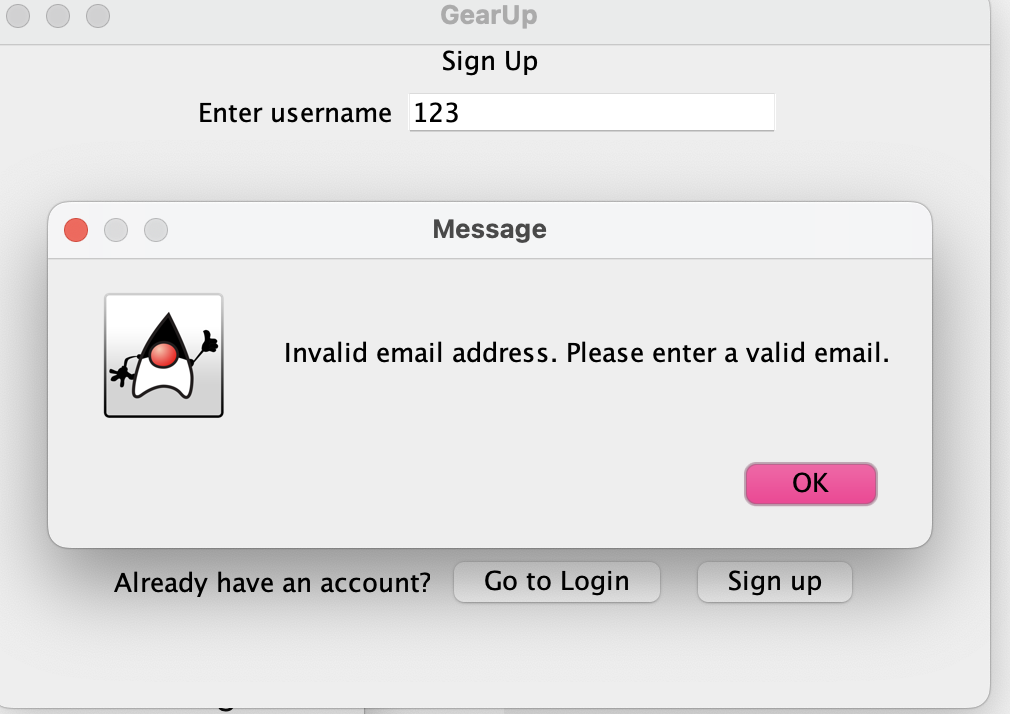 GearUp
Sign Up
Enter username 123
Message
Invalid email address. Please enter a valid email.
OK
Already have an account? Go to Login Sign up